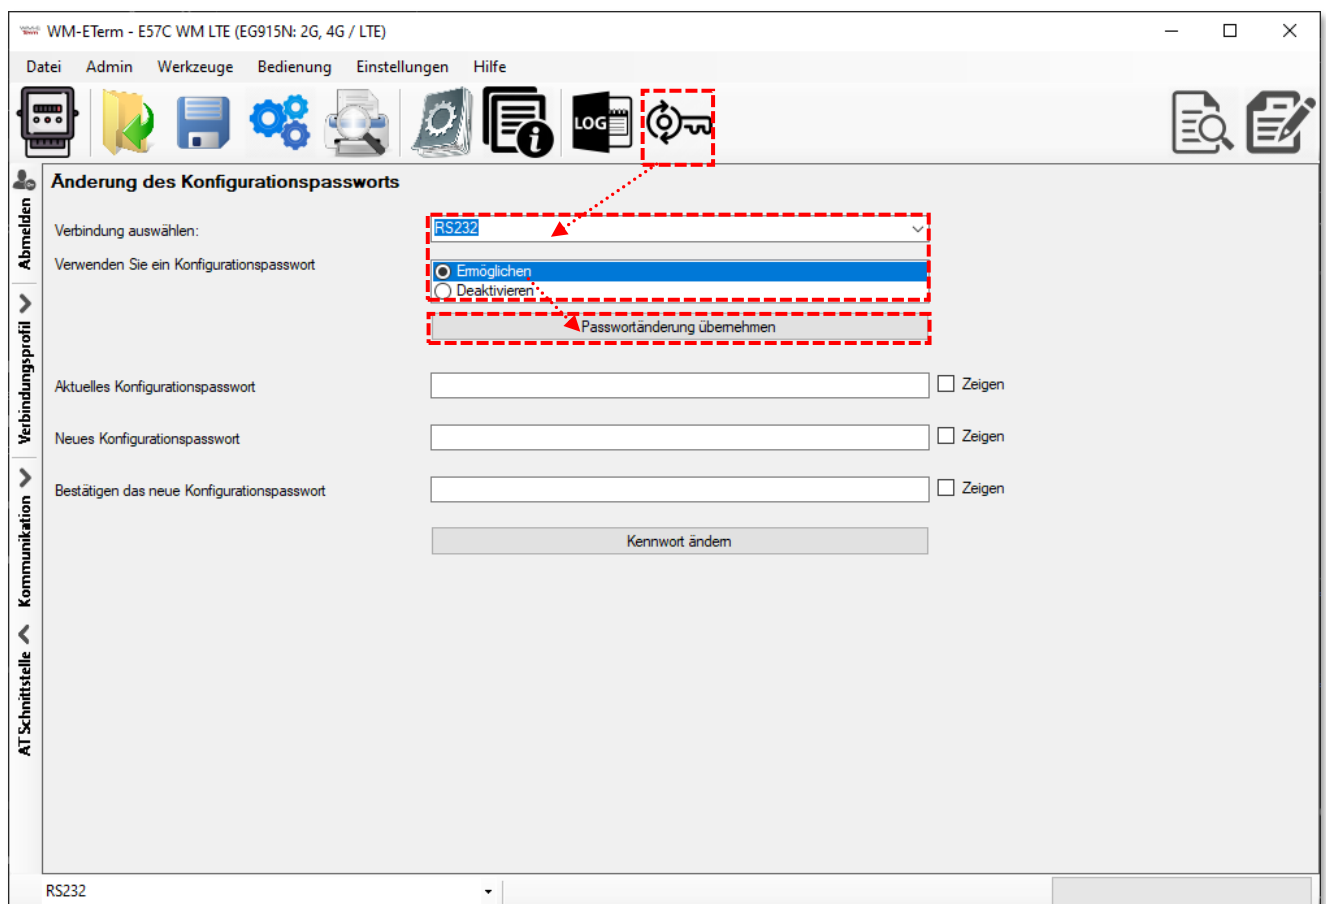 WM-ETerm - E57C WM LTE (EG915N: 2G, 4G / LTE)
Datei Admin Werkzeuge Bedienung Einstellungen Hilfe
LOG
Änderung des Konfigurationspassworts
Abmelden
Verbindungsprofil
Kommunikation
AT Schnittstelle
Verbindung auswählen:
RS232
Verwenden Sie ein Konfigurationspasswort
Ermöglichen
Deaktivieren
Passwortänderung übernehmen
Aktuelles Konfigurationspasswort
Zeigen
Neues Konfigurationspasswort
Zeigen
Bestätigen das neue Konfigurationspasswort
Zeigen
Kennwort ändern
RS232